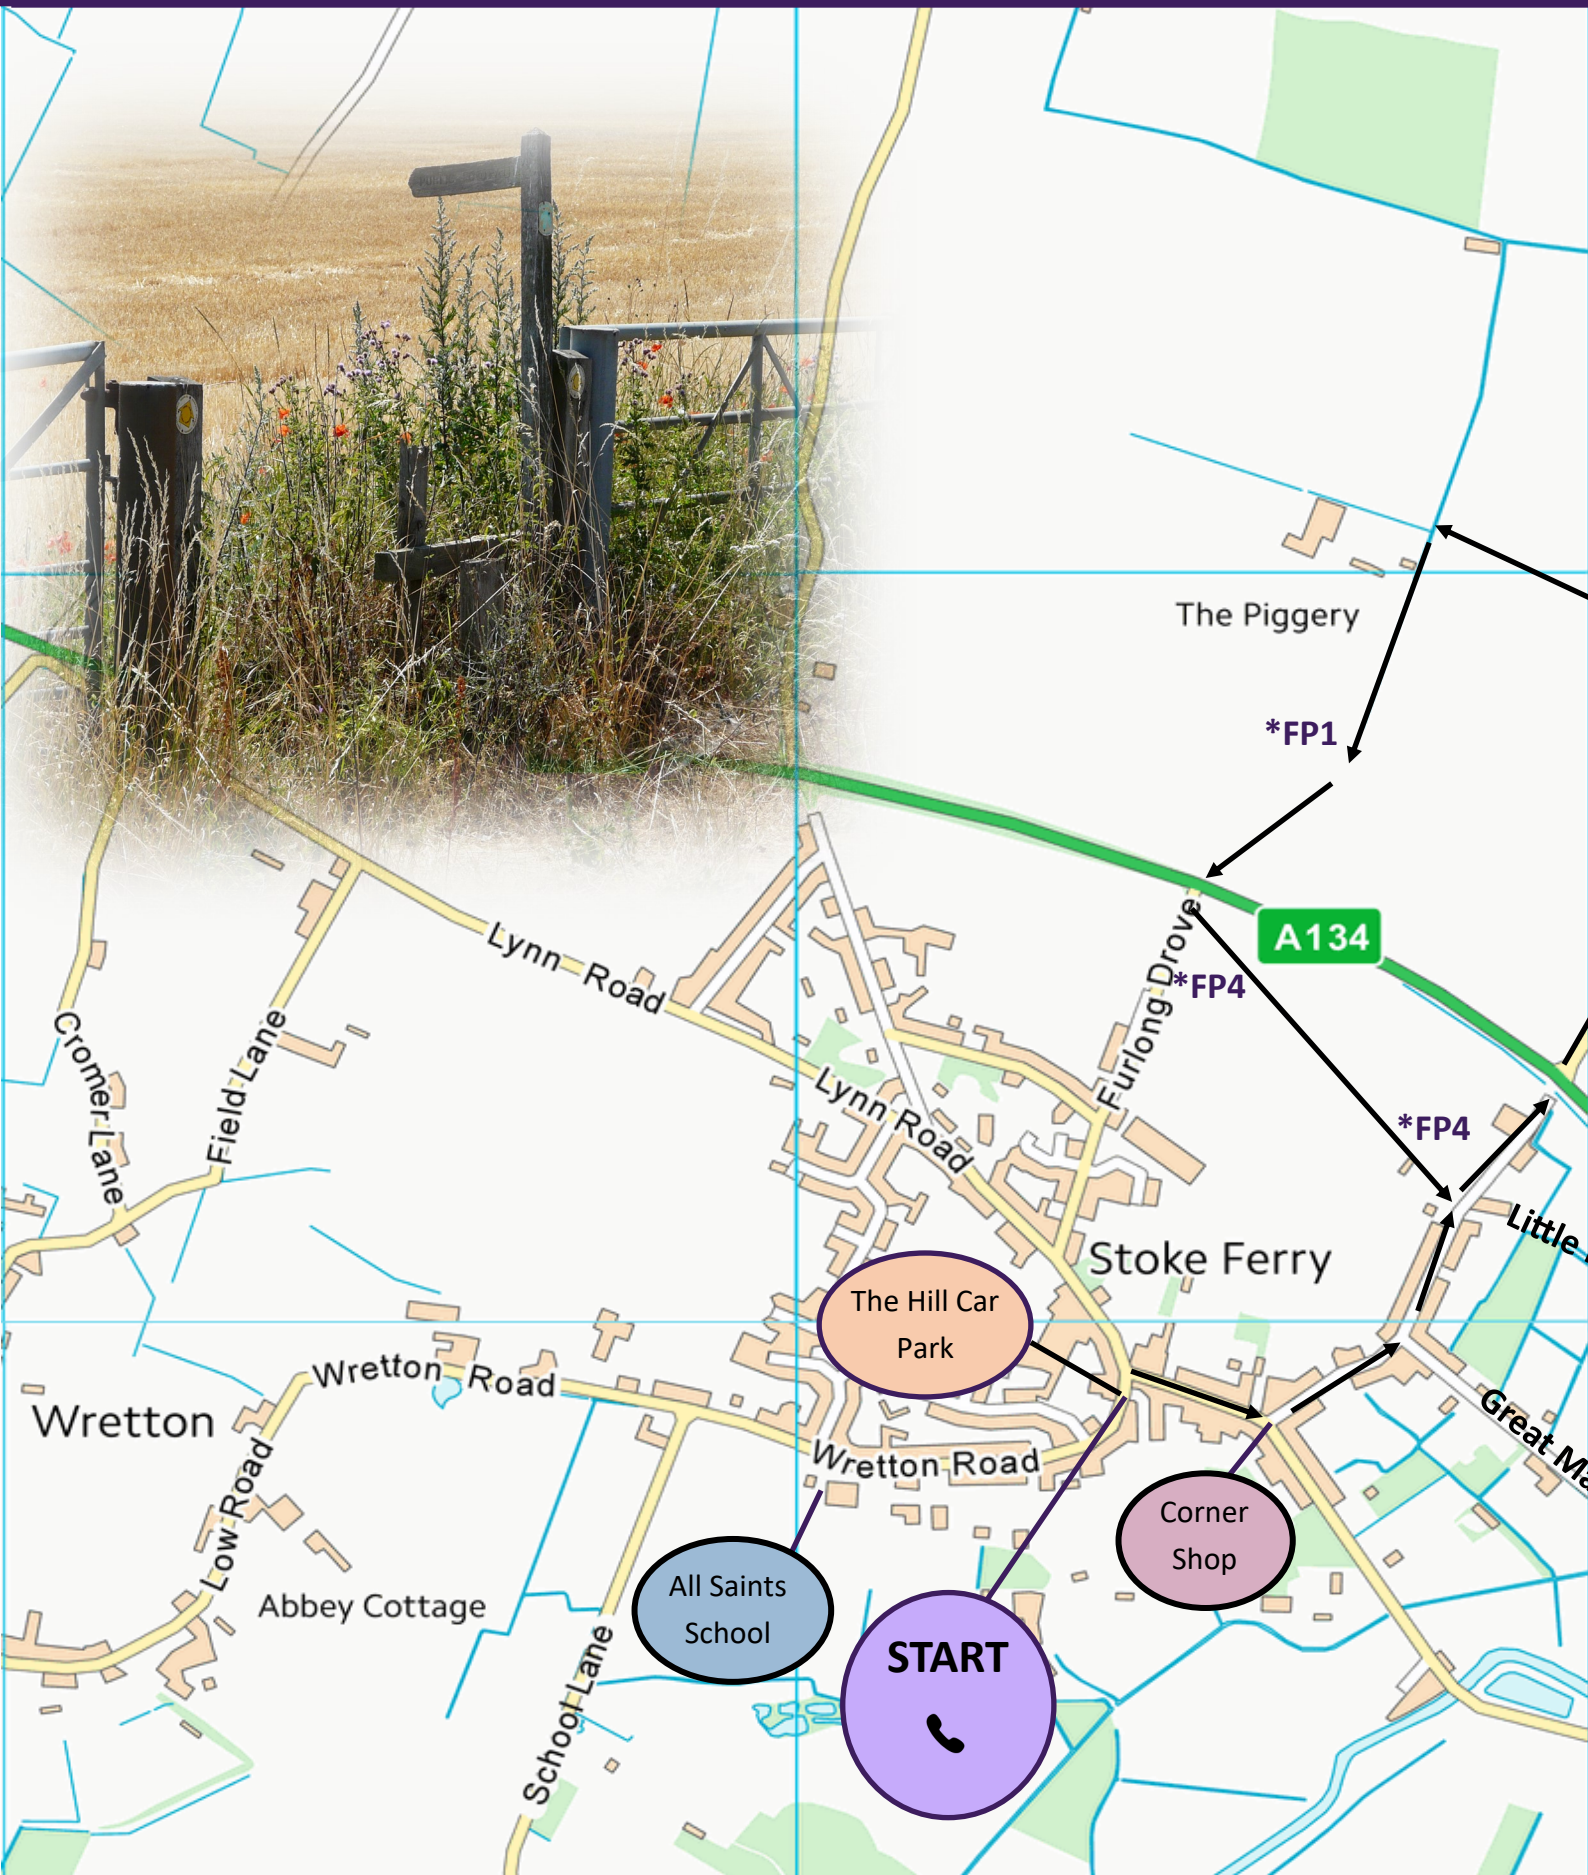 The Piggery
*FP1
A134
Furlong Drove
*FP4
Lynn Road
Cromer Lane
Field Lane
Lynn Road
*FP4
Little
Stoke Ferry
The Hill Car
Park
Wretton Road
Wretton
Great Ma
Wretton Road
Low Road
Corner
Shop
All Saints
School
Abbey Cottage
START
School Lane